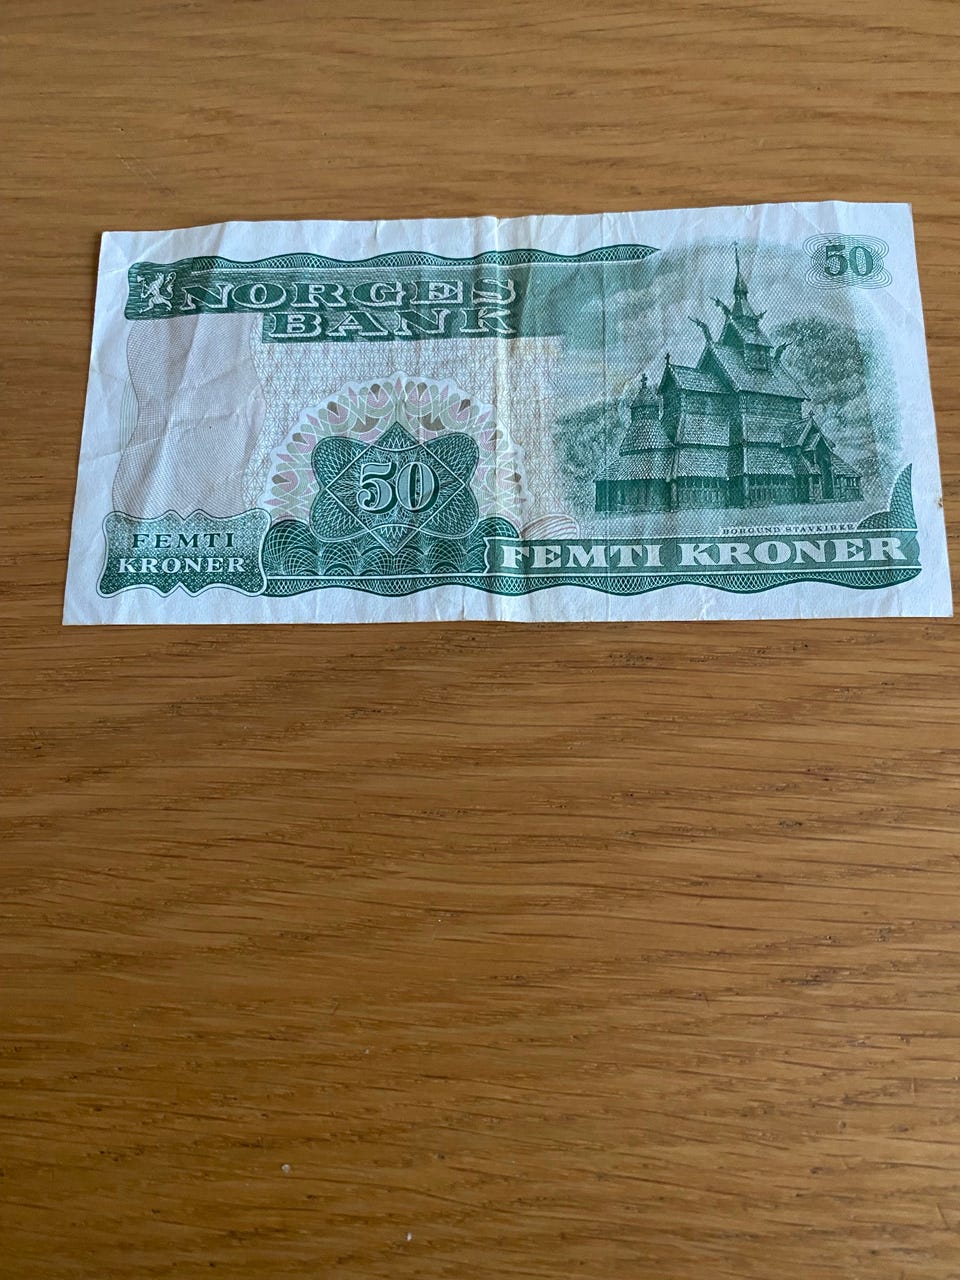 NORGES
BANK
50
50
FEMTI
KRONER
BORGUND STAVKIRKE
FEMTI KRONER